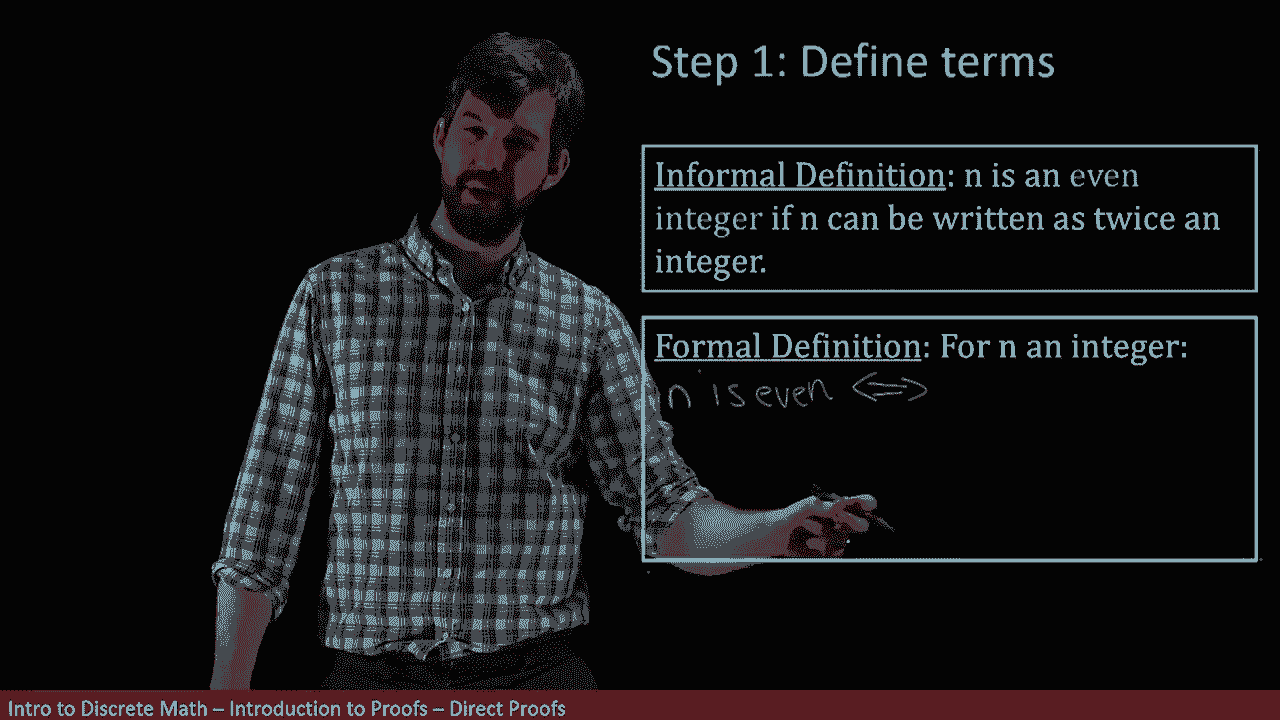 Step 1: Define terms
Informal Definition: n is an even
integer if n can be written as twice an
integer.
Formal Definition: For n an integer:
n is even ⟺
Intro to Discrete Math – Introduction to Proofs – Direct Proofs